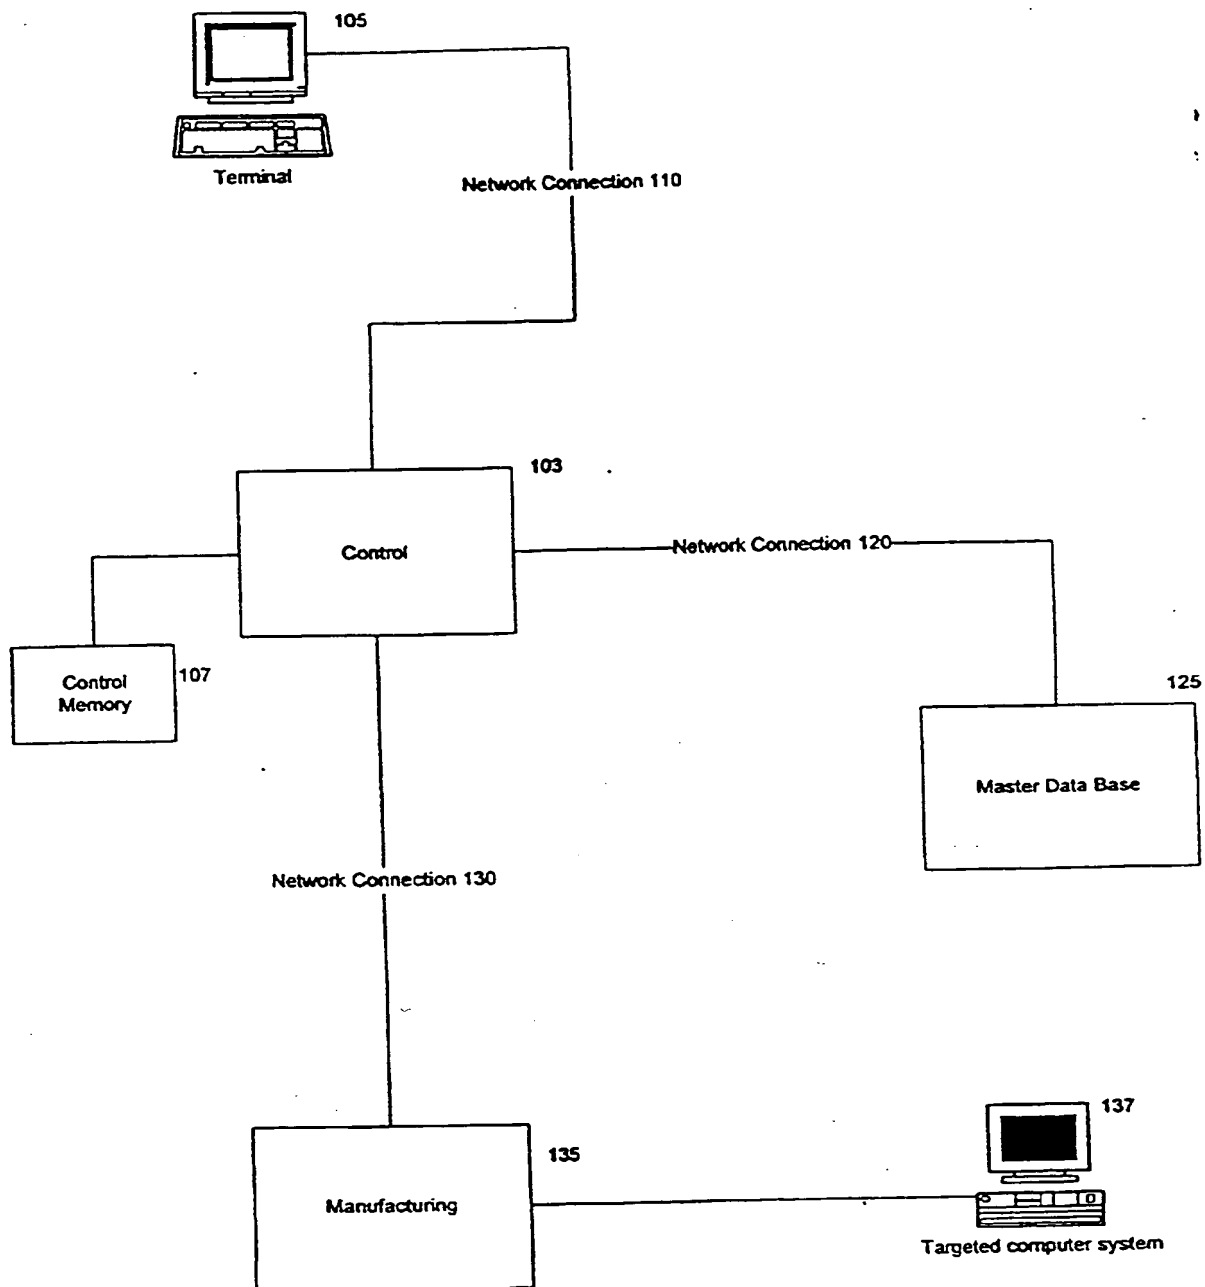 105
Terminal
Network Connection 110
103
Control
Network Connection 120
Control
Memory
107
125
Master Data Base
Network Connection 130
137
135
Manufacturing
Targeted computer system